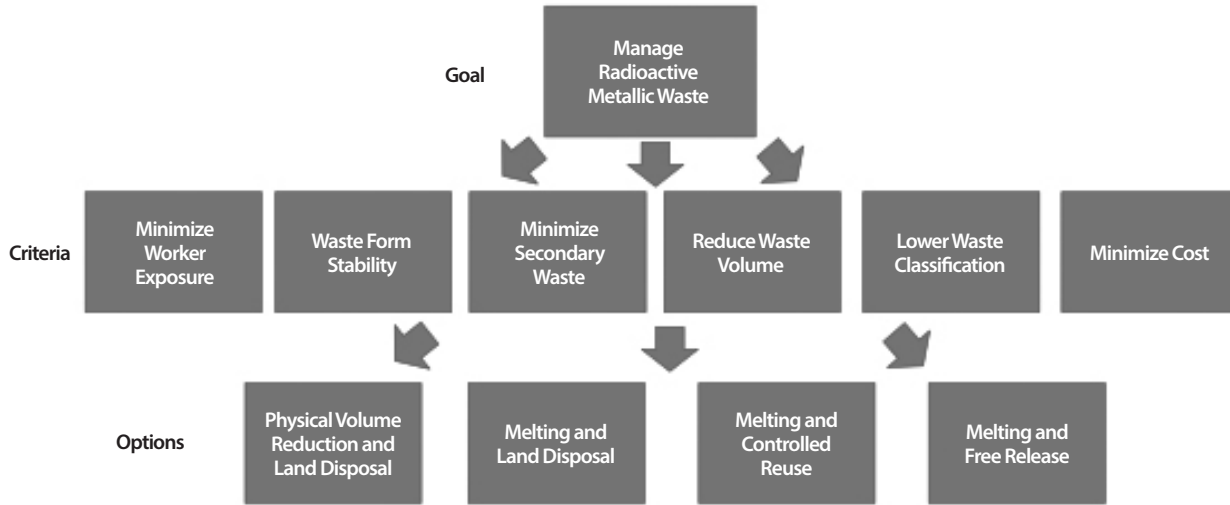 Goal
Manage
Radioactive
Metallic Waste
Criteria
Minimize
Worker
Exposure
Waste Form
Stability
Minimize
Secondary
Waste
Reduce Waste
Volume
Lower Waste
Classification
Minimize Cost
Options
Physical Volume
Reduction and
Land Disposal
Melting and
Land Disposal
Melting and
Controlled
Reuse
Melting and
Free Release